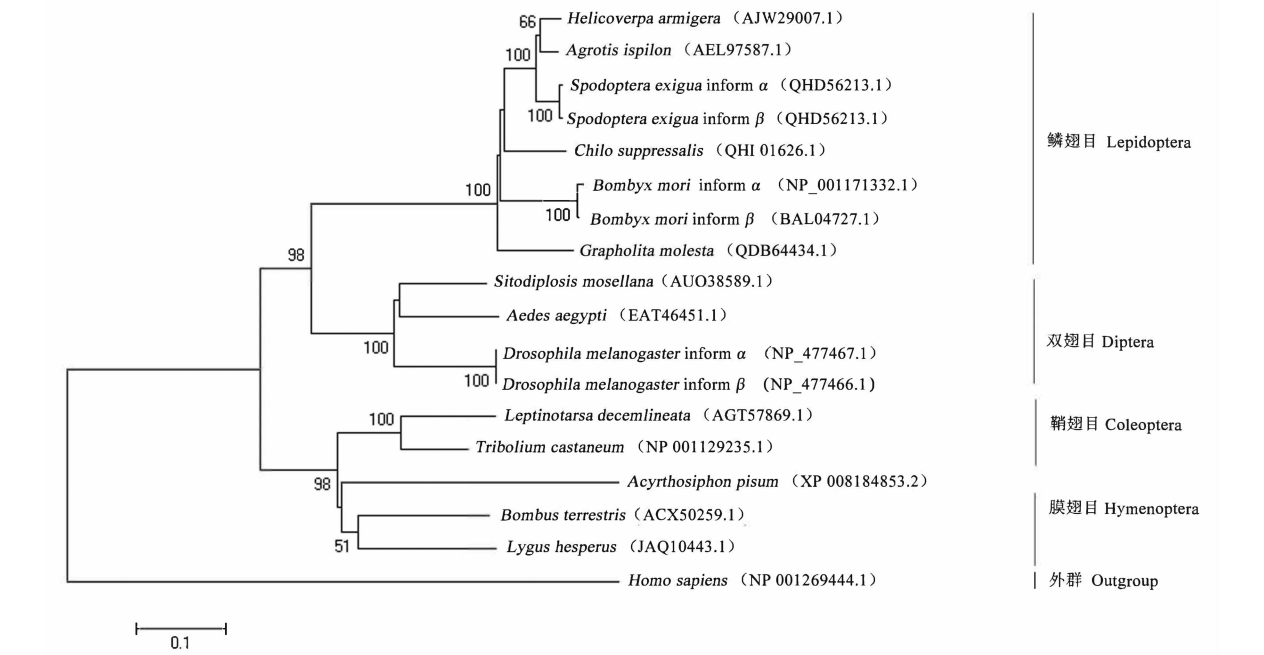 66
Helicoverpa armigera （AJW29007.1）
100
Agrotis ispilon （AEL97587.1）
Spodoptera exigua inform α （QHD56213.1）
100
Spodoptera exigua inform β （QHD56213.1）
Chilo suppressalis （QHI 01626.1）
鳞翅目 Lepidoptera
100
Bombyx mori inform α （NP_001171332.1）
100
Bombyx mori inform β （BAL04727.1）
Grapholita molesta （QDB64434.1）
98
Sitodiplosis mosellana（AUO38589.1）
Aedes aegypti （EAT46451.1）
双翅目 Diptera
100
Drosophila melanogaster inform α （NP_477467.1）
100
Drosophila melanogaster inform β （NP_477466.1）
100
Leptinotarsa decemlineata （AGT57869.1）
鞘翅目 Coleoptera
Tribolium castaneum （NP 001129235.1）
98
Acyrthosiphon pisum （XP 008184853.2）
膜翅目 Hymenoptera
Bombus terrestris（ACX50259.1）
51
Lygus hesperus （JAQ10443.1）
Homo sapiens （NP 001269444.1）
外群 Outgroup
0.1